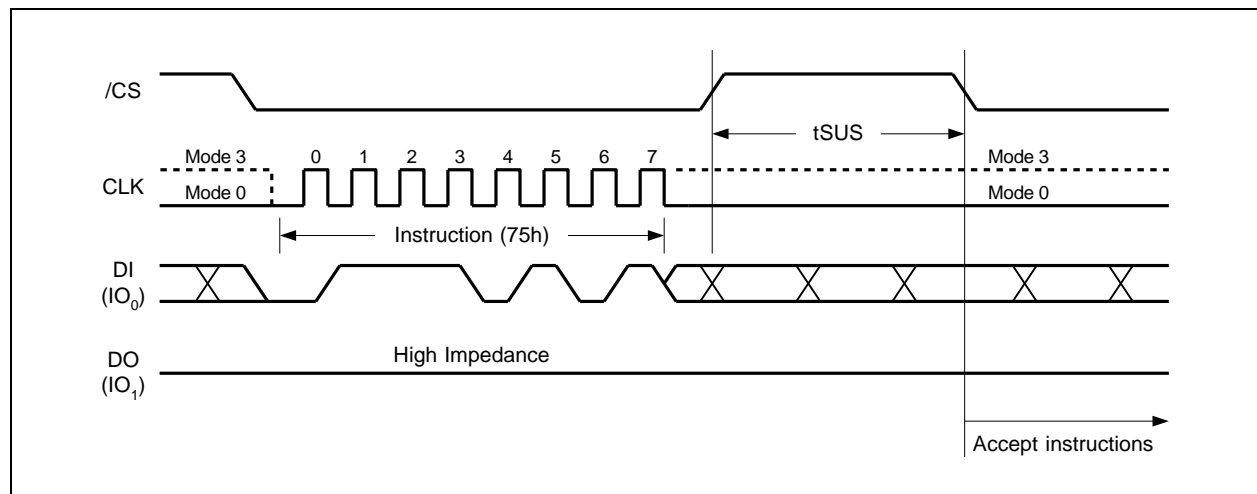 /CS
tSUS
Mode 3
0 1 2 3 4 5 6 7
Mode 3
CLK
Mode 0
Mode 0
Instruction (75h)
DI
(IO₀)
High Impedance
DO
(IO₁)
Accept instructions